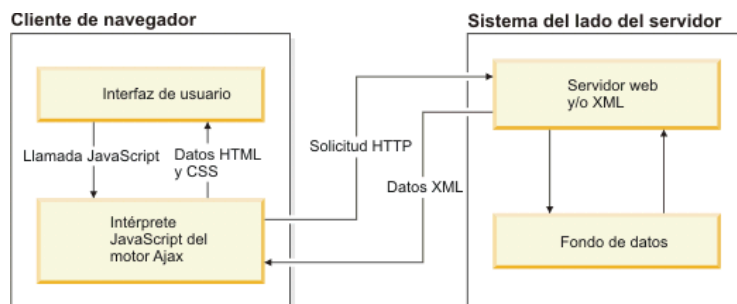 Cliente de navegador
Sistema del lado del servidor
Interfaz de usuario
Servidor web
y/o XML
Llamada JavaScript
Datos HTML
y CSS
Solicitud HTTP
Datos XML
Intérprete
JavaScript del
motor Ajax
Fondo de datos